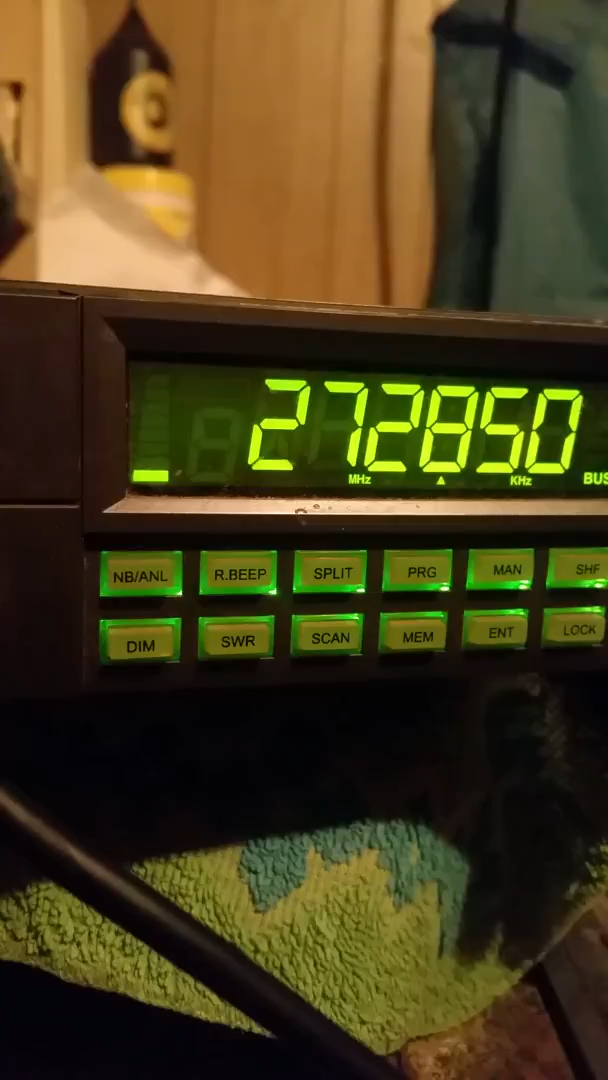 272850
MHz KHz BUS
NB/ANL R.BEEP SPLIT PRG MAN SHF
DIM SWR SCAN MEM ENT LOCK